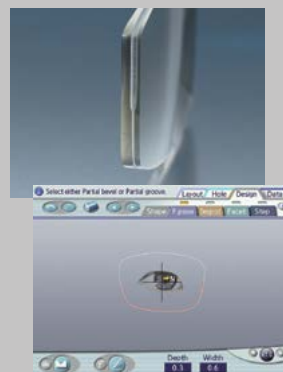 Select either Partial bevel or Partial groove.
Layout Hole Design Data
Shape Facet Step
Depth Width
0.3 0.6